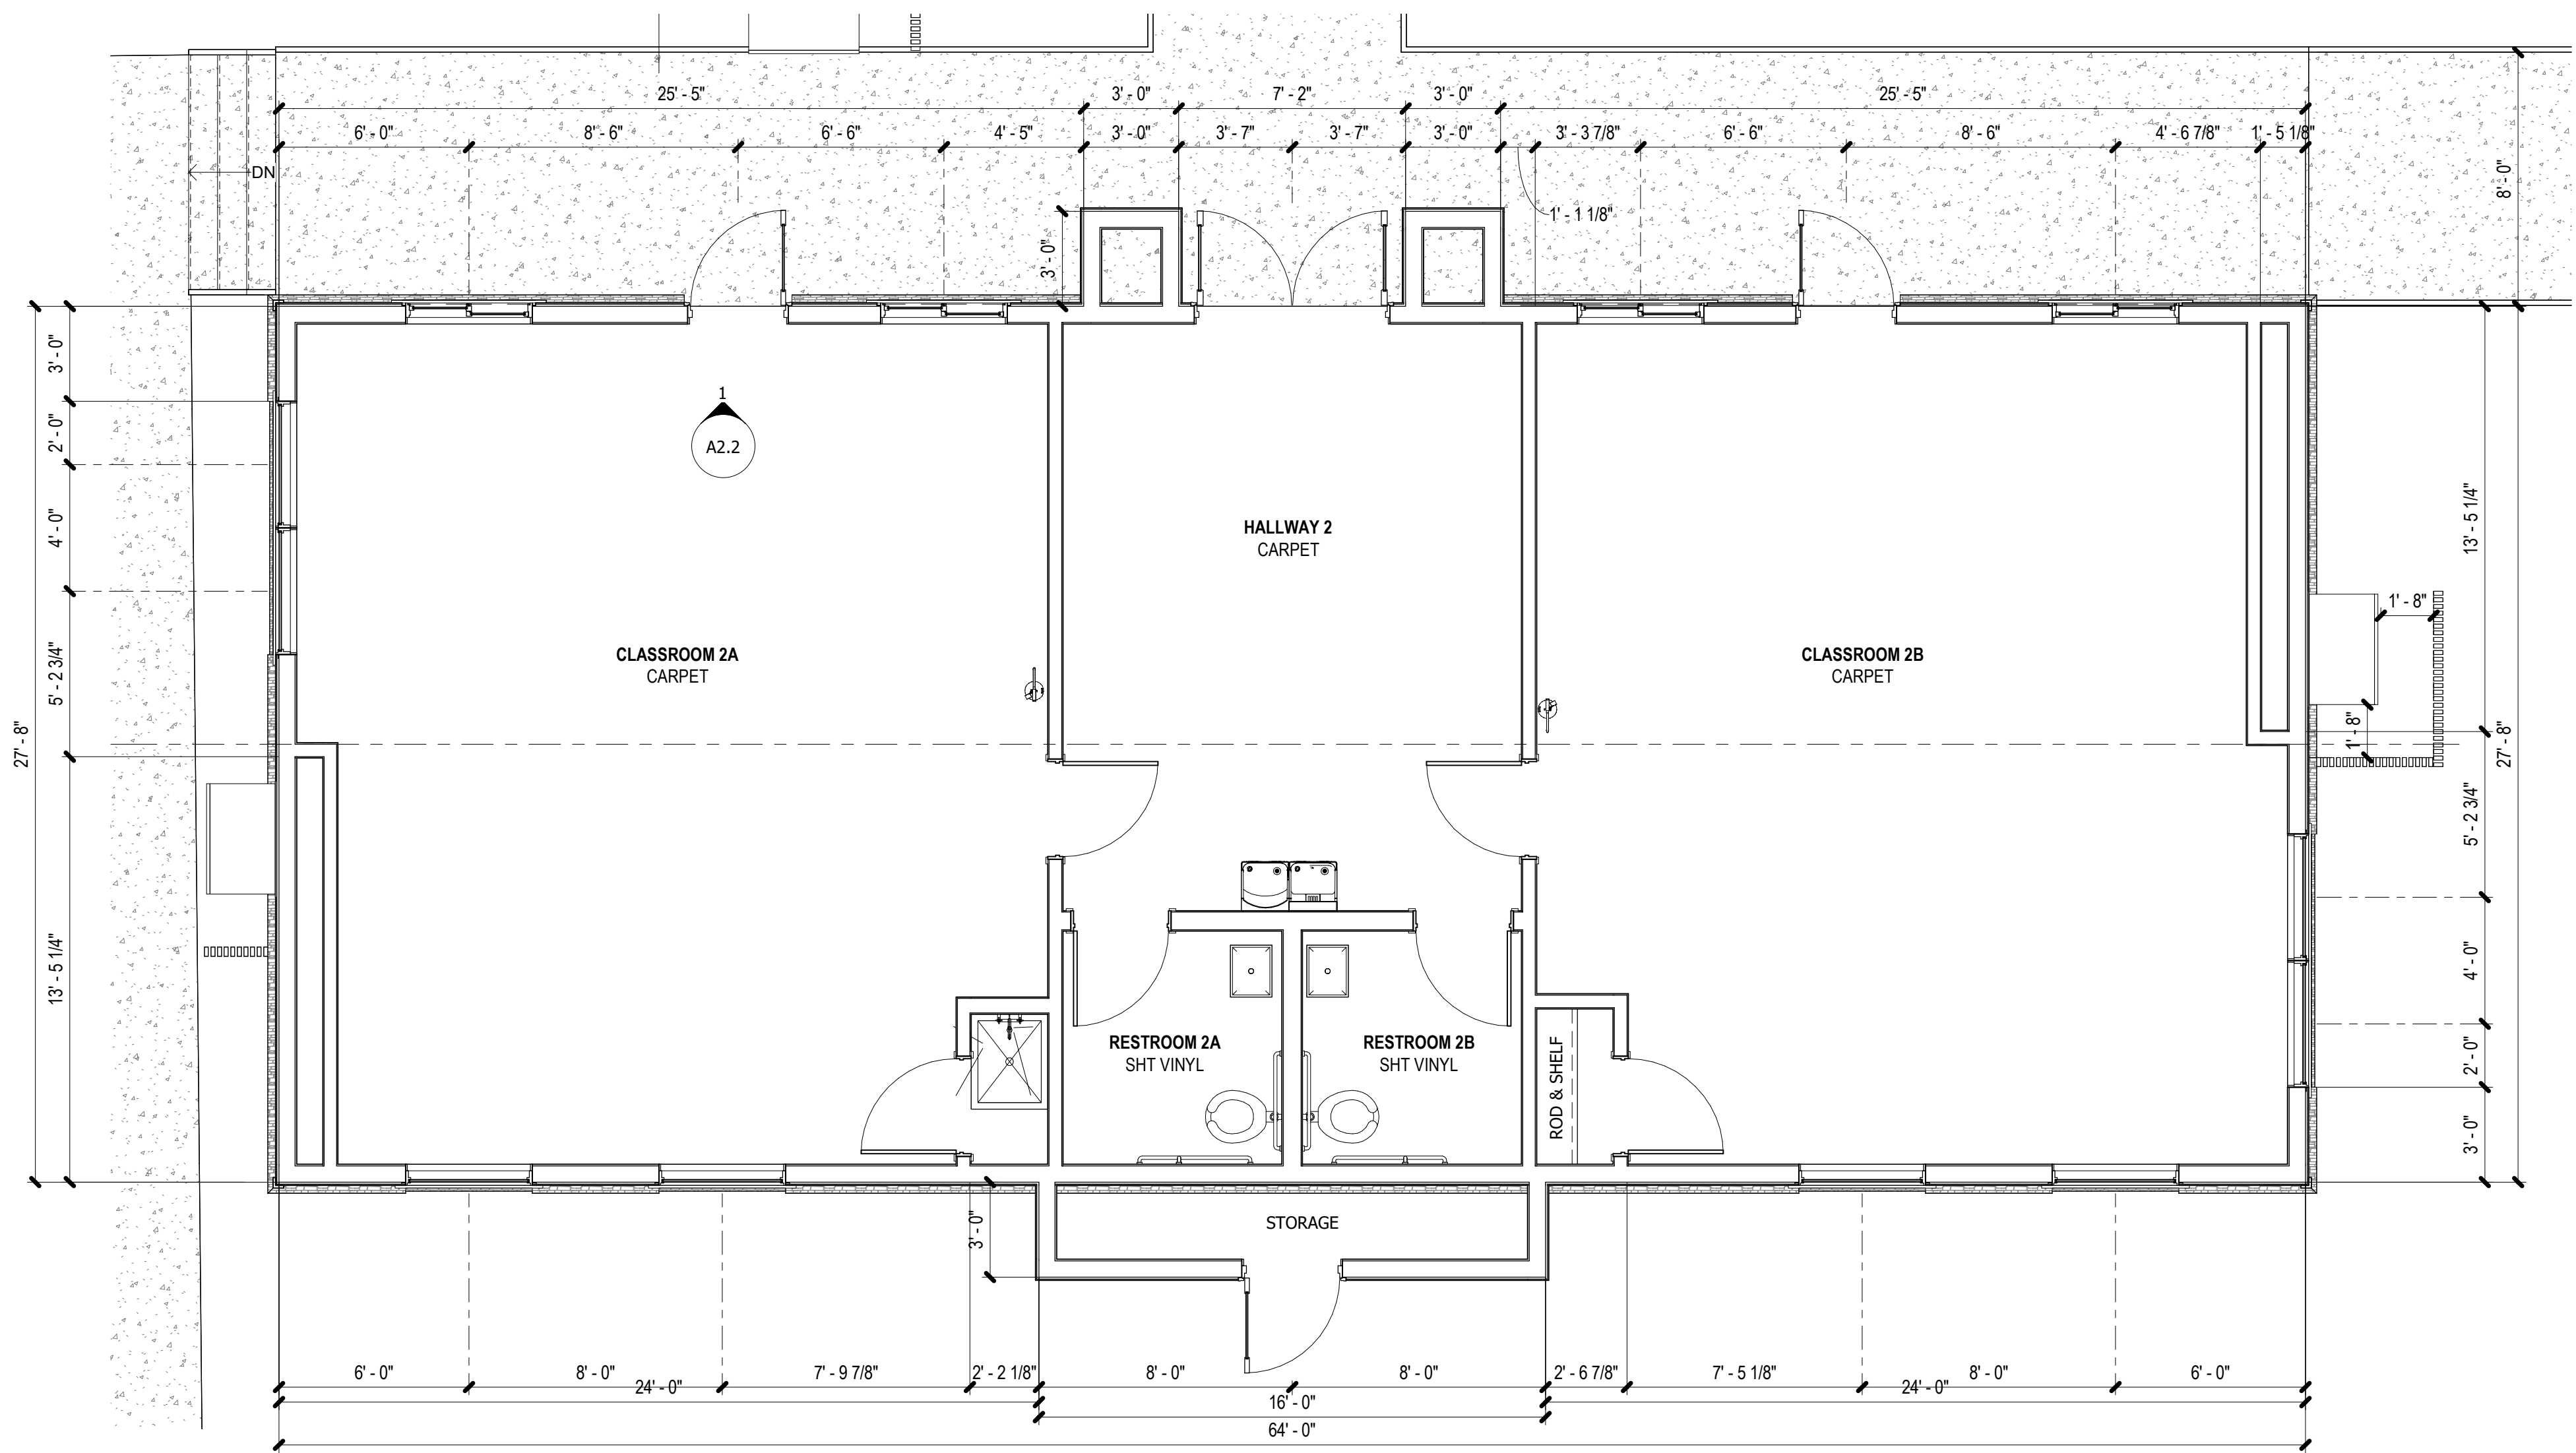 25' - 5"
3' - 0"
7' - 2"
3' - 0"
25' - 5"
6' - 0"
8' - 6"
6' - 6"
4' - 5"
3' - 0"
3' - 7"
3' - 7"
3' - 0"
3' - 3 7/8"
6' - 6"
8' - 6"
4' - 6 7/8"
1' - 5 1/8"
DN
8' - 0"
1' - 1 1/8"
3' - 0"
3' - 0"
2' - 0"
4' - 0"
5' - 2 3/4"
13' - 5 1/4"
27' - 8"
1
A2.2
HALLWAY 2
CARPET
CLASSROOM 2A
CARPET
CLASSROOM 2B
CARPET
13' - 5 1/4"
1' - 8"
1' - 8"
27' - 8"
5' - 2 3/4"
4' - 0"
2' - 0"
3' - 0"
RESTROOM 2A
SHT VINYL
RESTROOM 2B
SHT VINYL
ROD & SHELF
STORAGE
3' - 0"
6' - 0"
8' - 0"
7' - 9 7/8"
2' - 2 1/8"
8' - 0"
8' - 0"
2' - 6 7/8"
7' - 5 1/8"
8' - 0"
6' - 0"
24' - 0"
16' - 0"
24' - 0"
64' - 0"